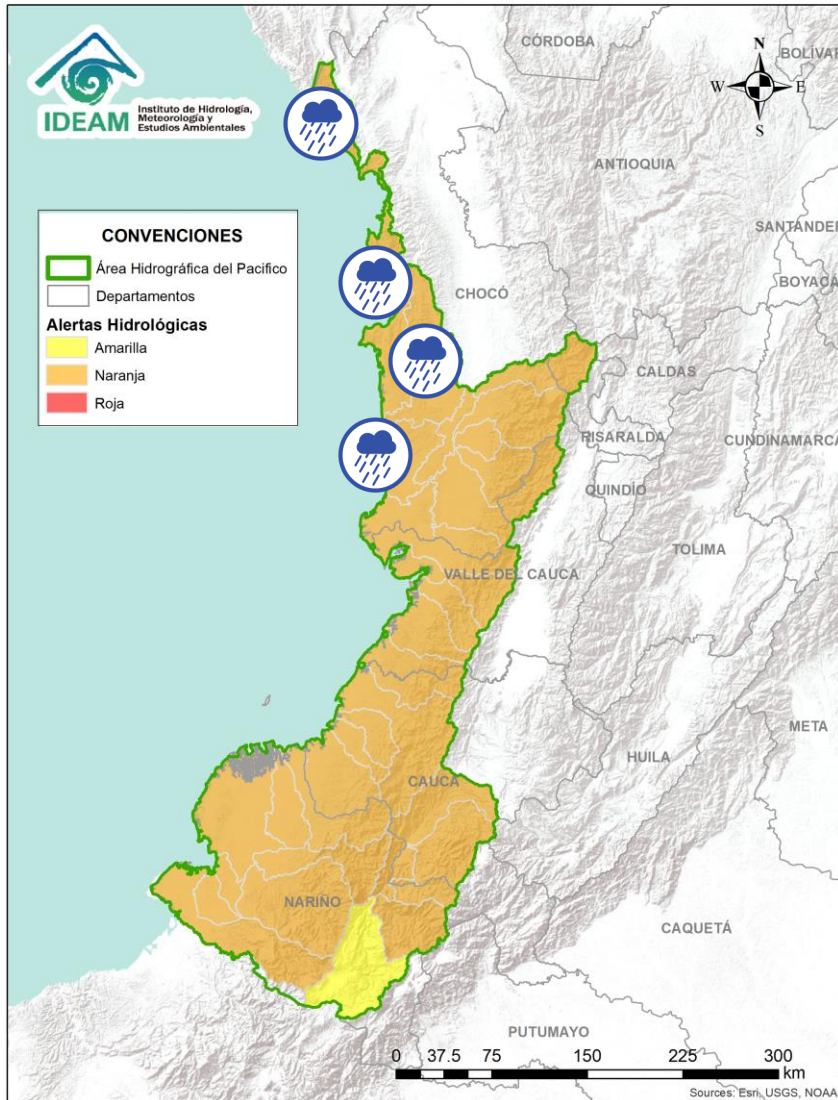 IDEAM
Instituto de Hidrología,
Meteorología y
Estudios Ambientales
N
W E
S
CÓRDOBA
BOLÍVAR
ANTIOQUIA
SANTANDER
BOYACÁ
CONVENCIONES
Área Hidrográfica del Pacifico
Departamentos
Alertas Hidrológicas
Amarilla
Naranja
Roja
CHOCÓ
CALDAS
RISARALDA
CUNDINAMARCA
QUINDÍO
TOLIMA
VALLE DEL CAUCA
META
HUILA
CAUCA
NARIÑO
CAQUETÁ
PUTUMAYO
0 37.5 75 150 225 300
km
Sources: Esri, USGS, NOAA